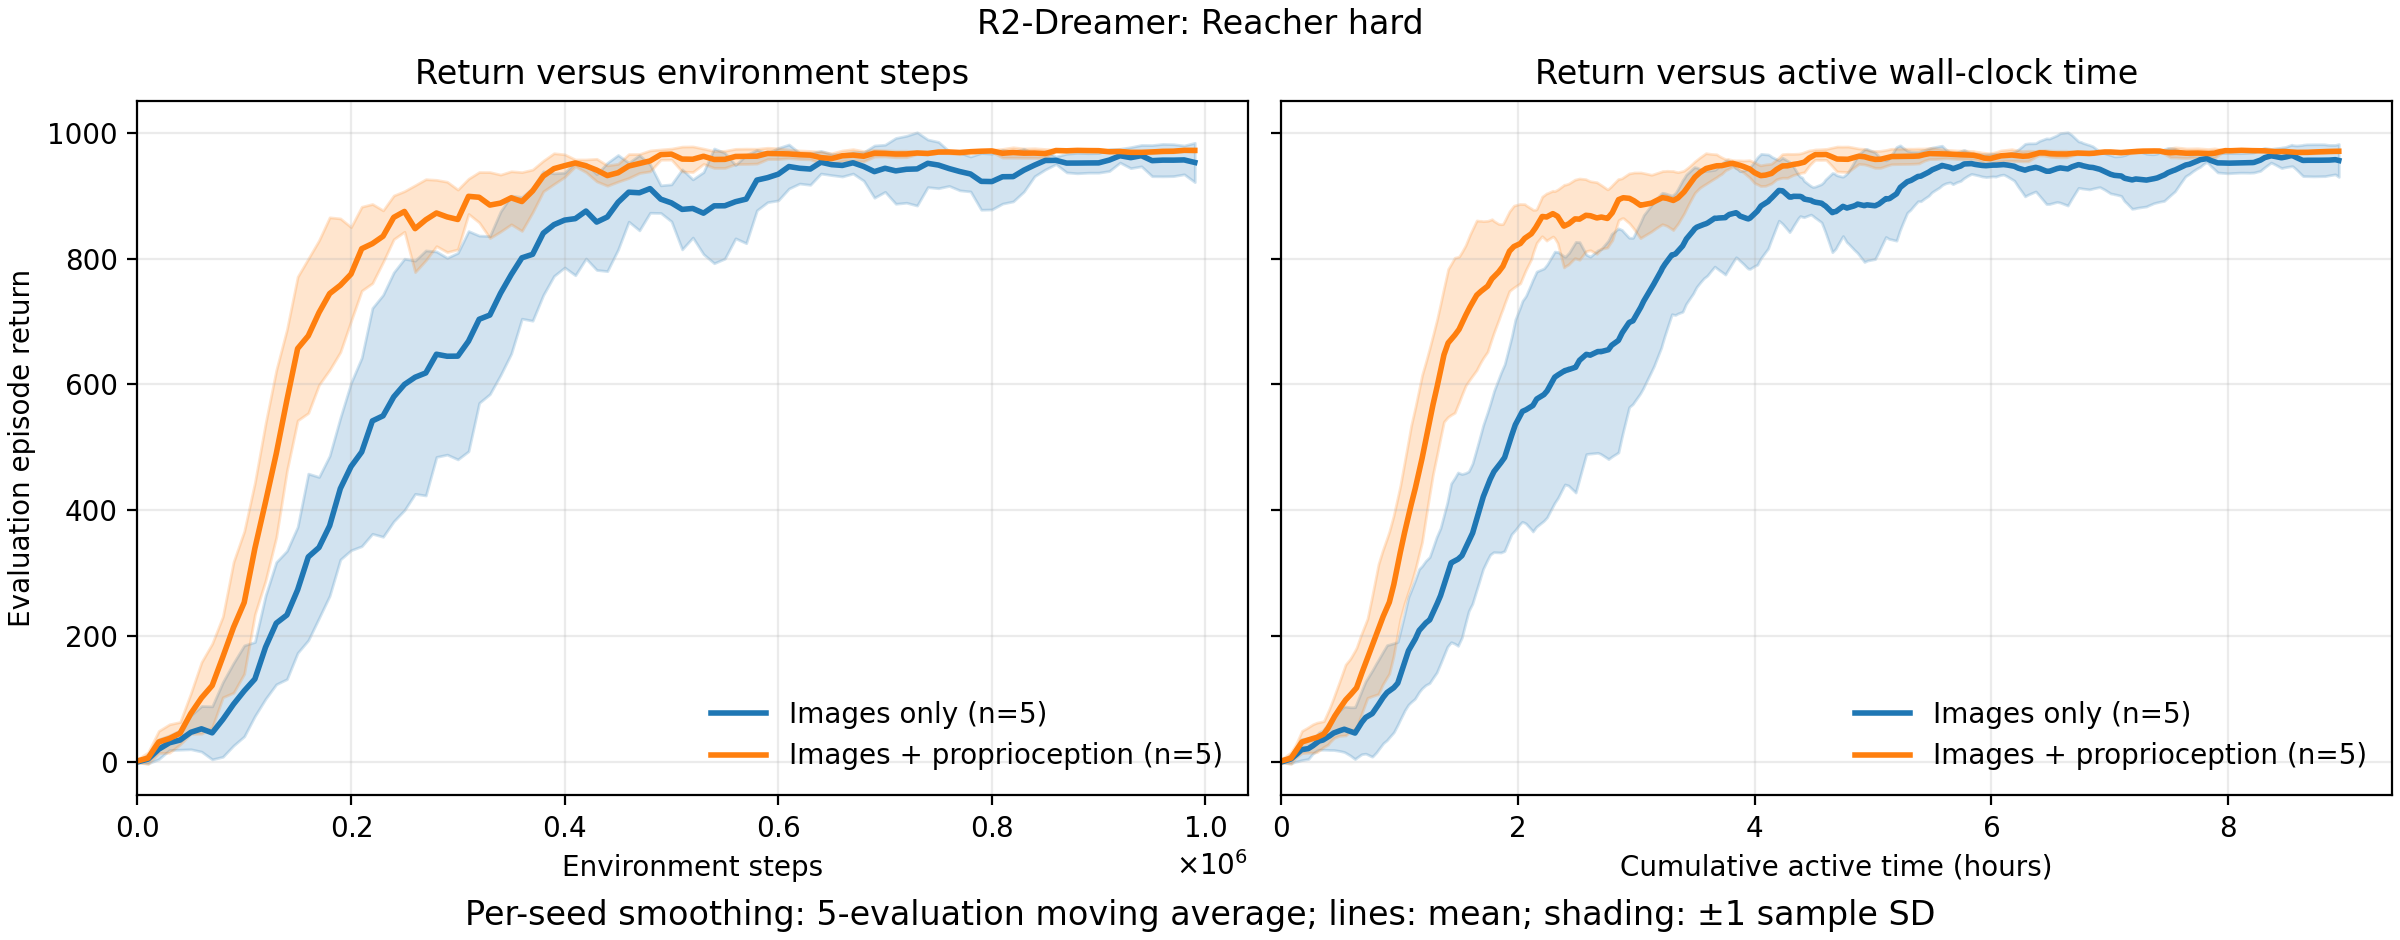 R2-Dreamer: Reacher hard
Return versus environment steps
Return versus active wall-clock time
Evaluation episode return
1000
800
600
400
200
0
Images only (n=5)
Images + proprioception (n=5)
0.0 0.2 0.4 0.6 0.8 1.0
×10⁶
Environment steps
Images only (n=5)
Images + proprioception (n=5)
0 2 4 6 8
Cumulative active time (hours)
Per-seed smoothing: 5-evaluation moving average; lines: mean; shading: ±1 sample SD